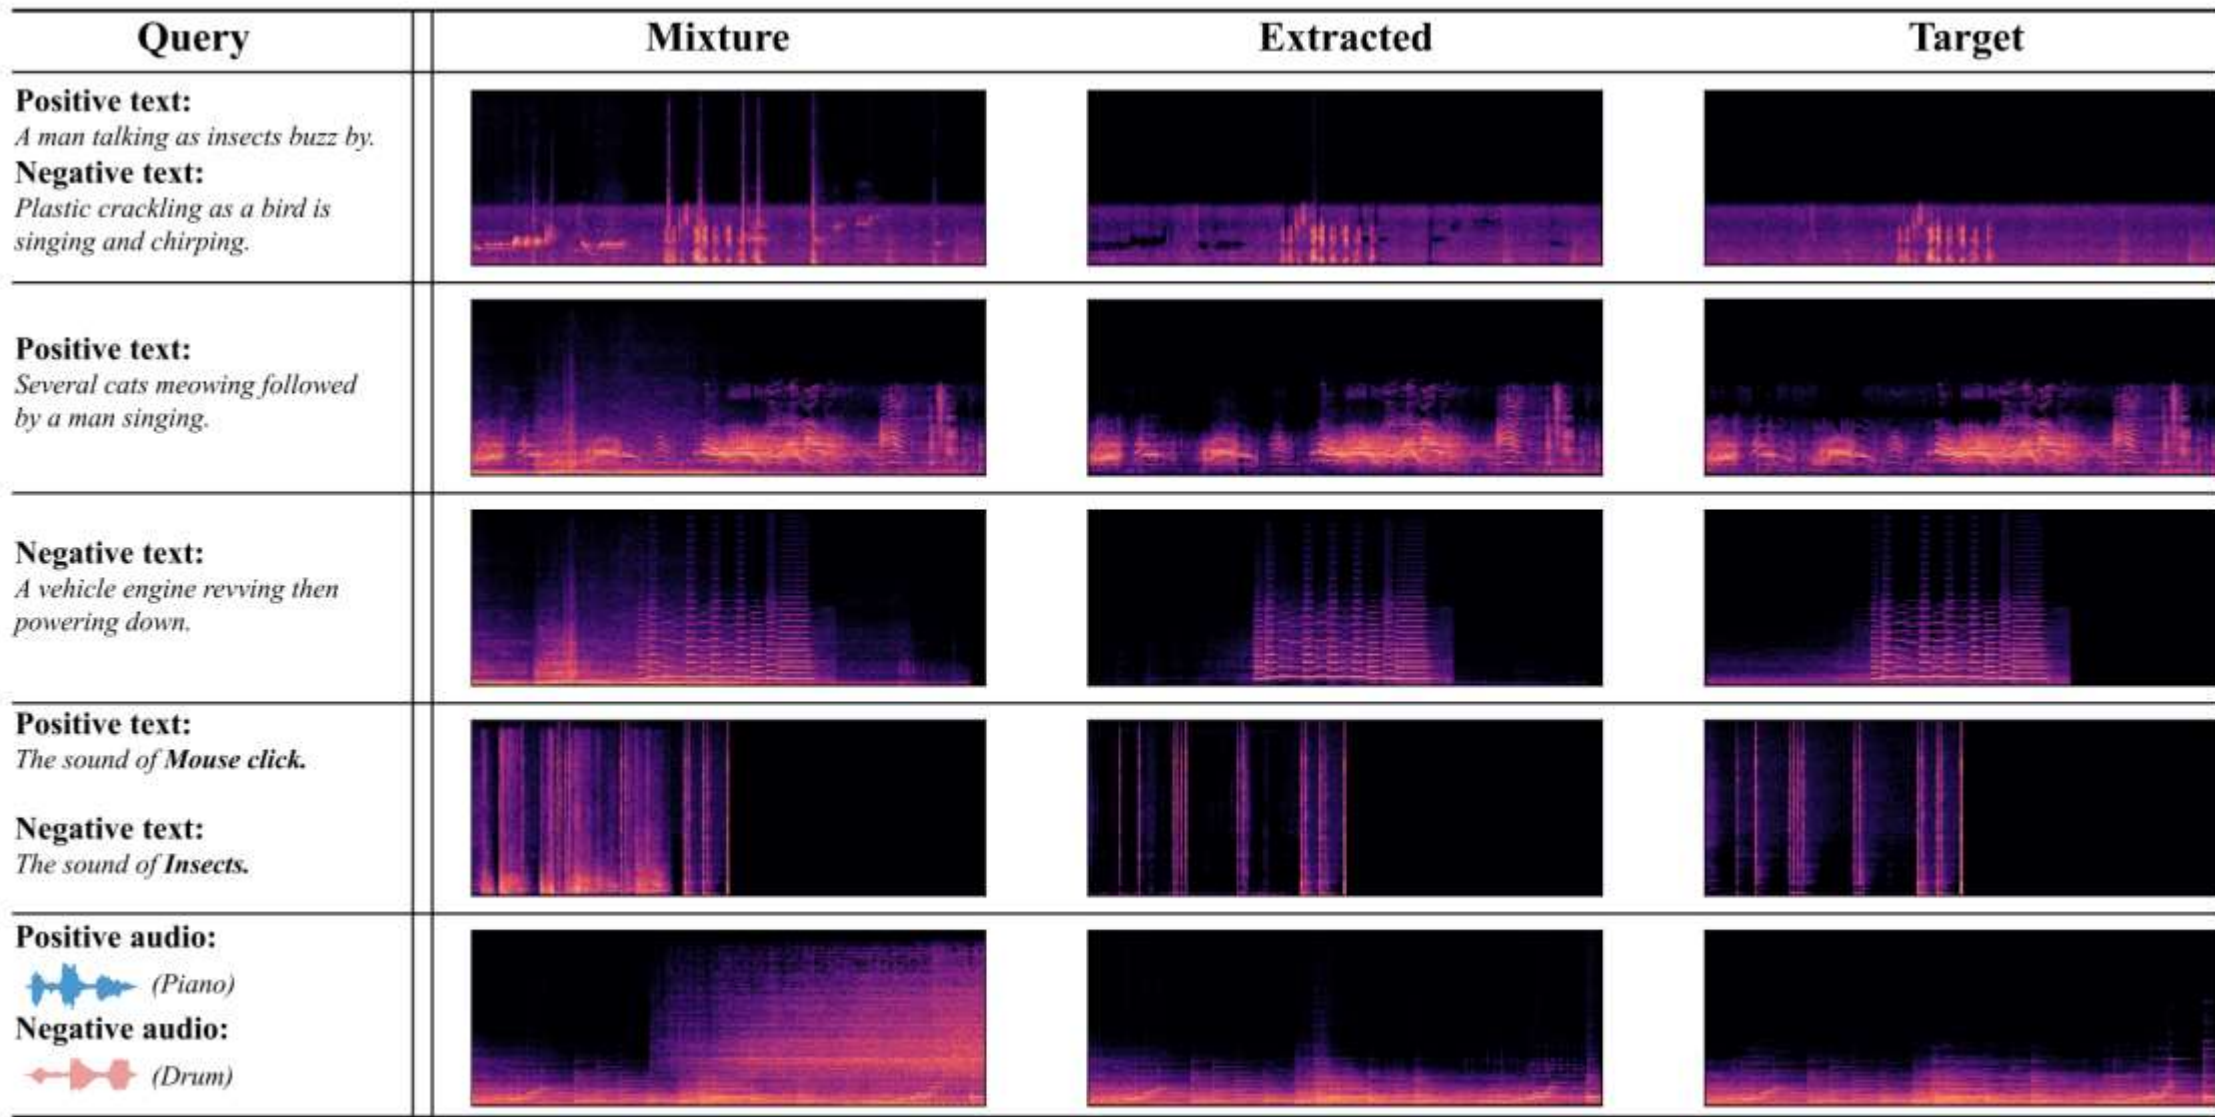 Query Mixture Extracted Target
Positive text:
A man talking as insects buzz by.
Negative text:
Plastic crackling as a bird is
singing and chirping.
Positive text:
Several cats meowing followed
by a man singing.
Negative text:
A vehicle engine revving then
powering down.
Positive text:
The sound of Mouse click.
Negative text:
The sound of Insects.
Positive audio:
(Piano)
Negative audio:
(Drum)